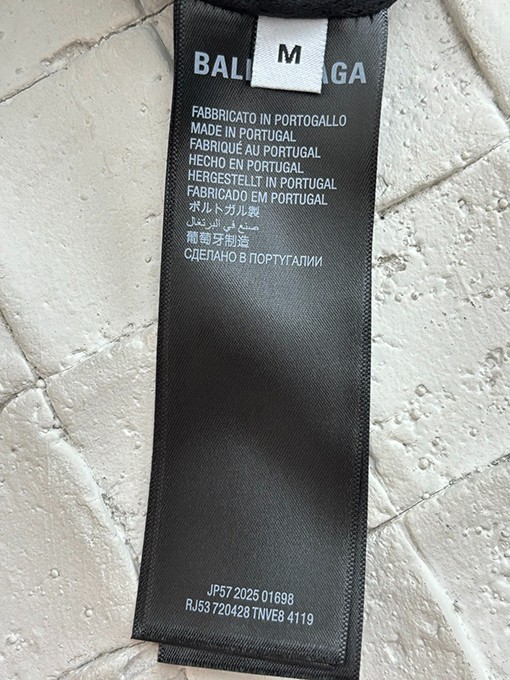 M
FABBRICATO IN PORTOGALLO
MADE IN PORTUGAL
FABRIQUÉ AU PORTUGAL
HECHO EN PORTUGAL
HERGESTELLT IN PORTUGAL
FABRICADO EM PORTUGAL
ポルトガル製
صنع في البرتغال
葡萄牙制造
СДЕЛАНО В ПОРТУГАЛИИ
JP57 2025 01698
RJ53 720428 TNVE8 4119